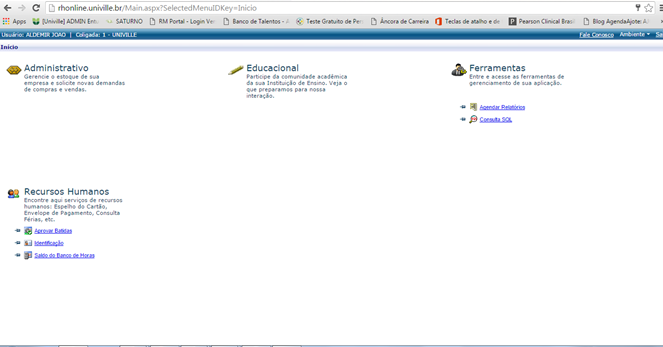 rhonline.univille.br/Main.aspx?SelectedMenuIDKey=Inicio
Apps [Univille] ADMIN Ente SATURNO RM Portal - Login Ve Banco de Talentos - A Teste Gratuito de Per Âncora de Carreira Teclas de atalho e de Pearson Clinical Brasil Blog AgendaAjote:
Usuário: ALDEMIR JOAO | Coligada: 1 - UNIVILLE Fale Conosco Ambiente
Início
Administrativo
Gerencie o estoque de sua
empresa e solicite novas demandas
de compras e vendas.
Educacional
Participe da comunidade acadêmica
da sua Instituição de Ensino. Veja o
que preparamos para nossa
interação.
Ferramentas
Entre e acesse as ferramentas de
gerenciamento de sua aplicação.
Agendar Relatórios
Consulta SQL
Recursos Humanos
Encontre aqui serviços de recursos
humanos: Espelho do Cartão,
Envelope de Pagamento, Consulta
Férias, etc.
Aprovar Batidas
Identificação
Saldo do Banco de Horas